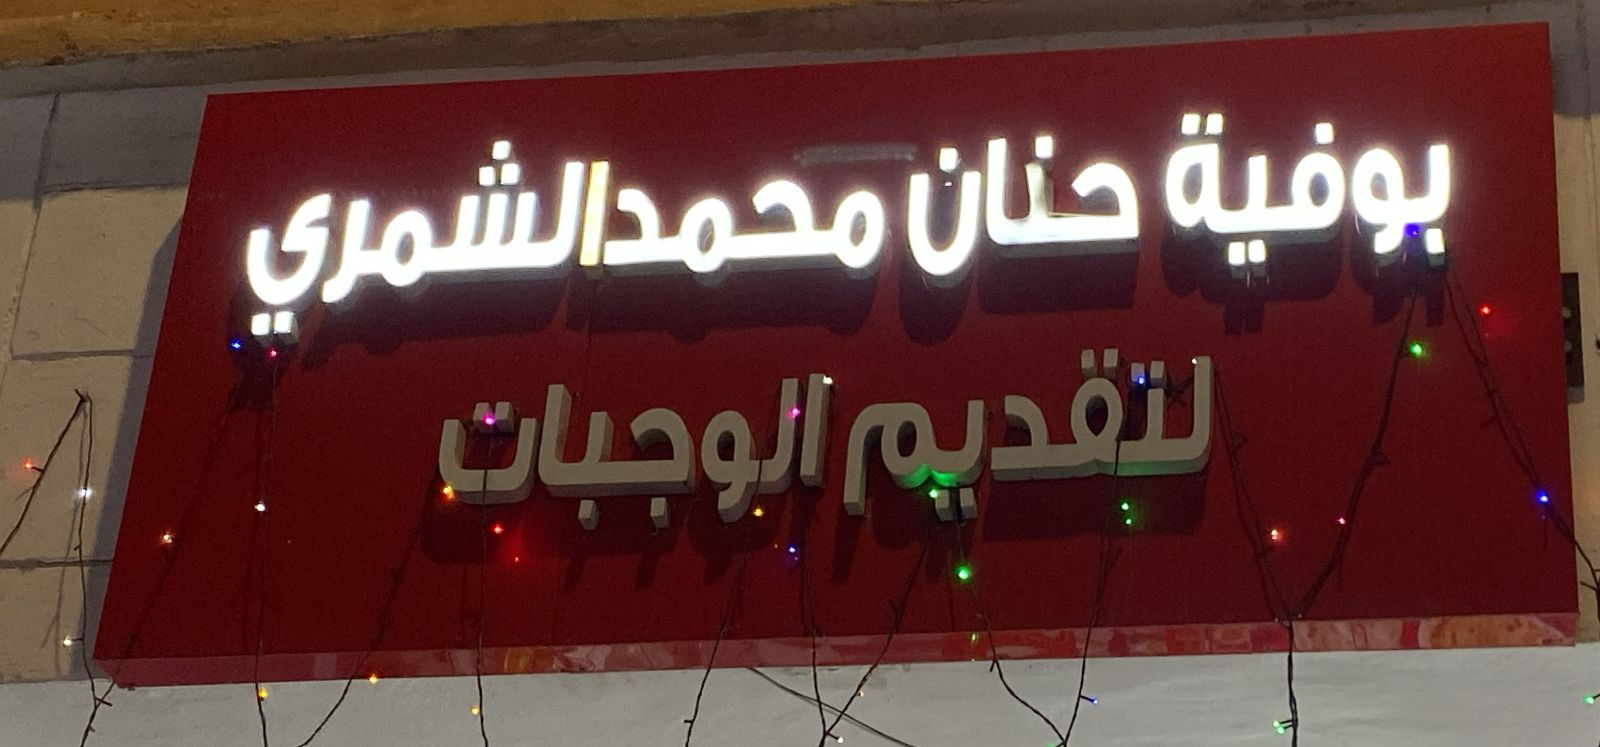 بوفية حنان محمد الشمري
لتقديم الوجبات